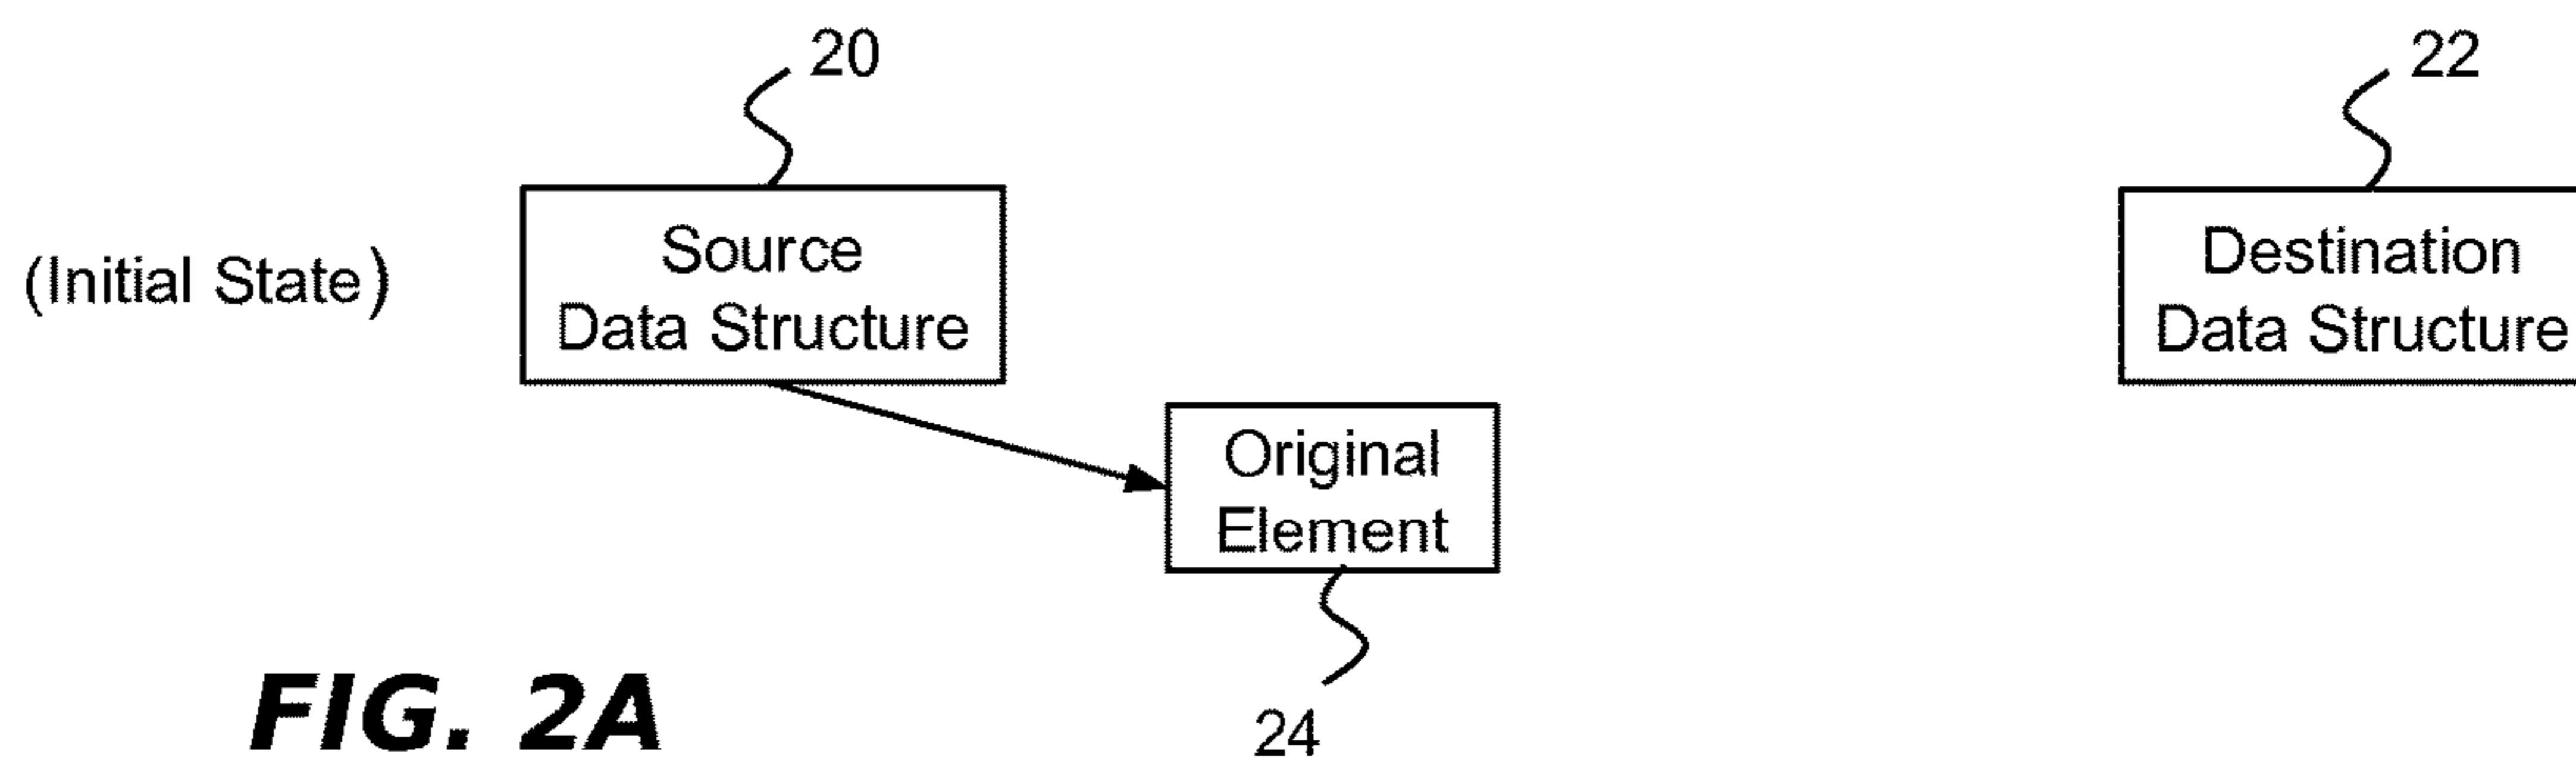 20
22
(Initial State)
Source
Data Structure
Destination
Data Structure
Original
Element
24
FIG. 2A